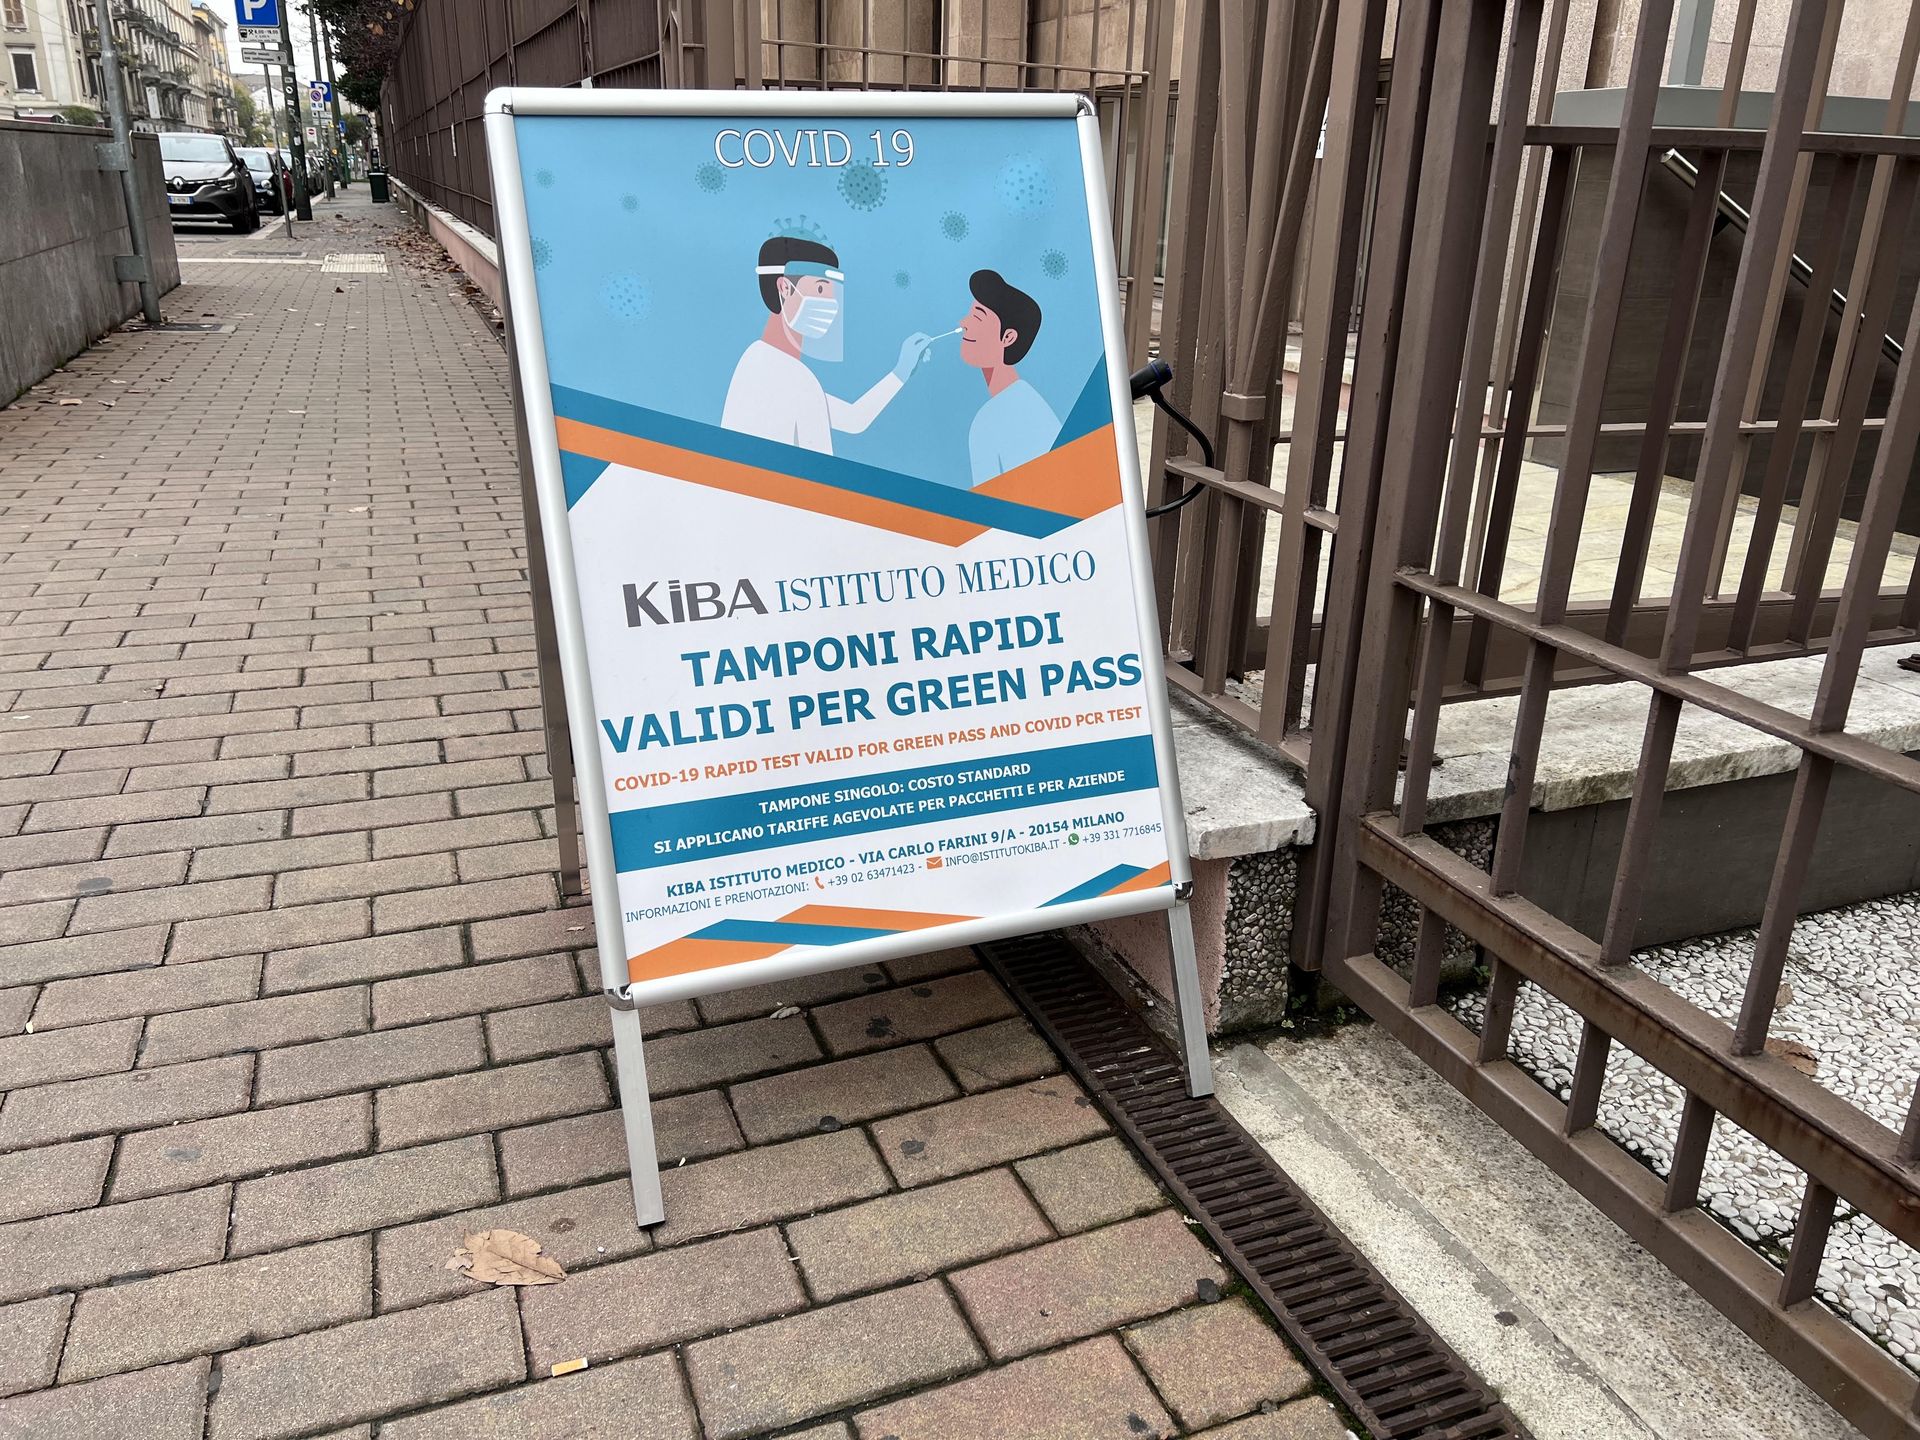 P
COVID 19
KiBA ISTITUTO MEDICO
TAMPONI RAPIDI
VALIDI PER GREEN PASS
COVID-19 RAPID TEST VALID FOR GREEN PASS AND COVID PCR TEST
TAMPONE SINGOLO: COSTO STANDARD
SI APPLICANO TARIFFE AGEVOLATE PER PACCHETTI E PER AZIENDE
KIBA ISTITUTO MEDICO - VIA CARLO FARINI 9/A - 20154 MILANO
INFORMAZIONI E PRENOTAZIONI: +39 02 63471423 - INFO@ISTITUTOKIBA.IT - +39 331 7716845